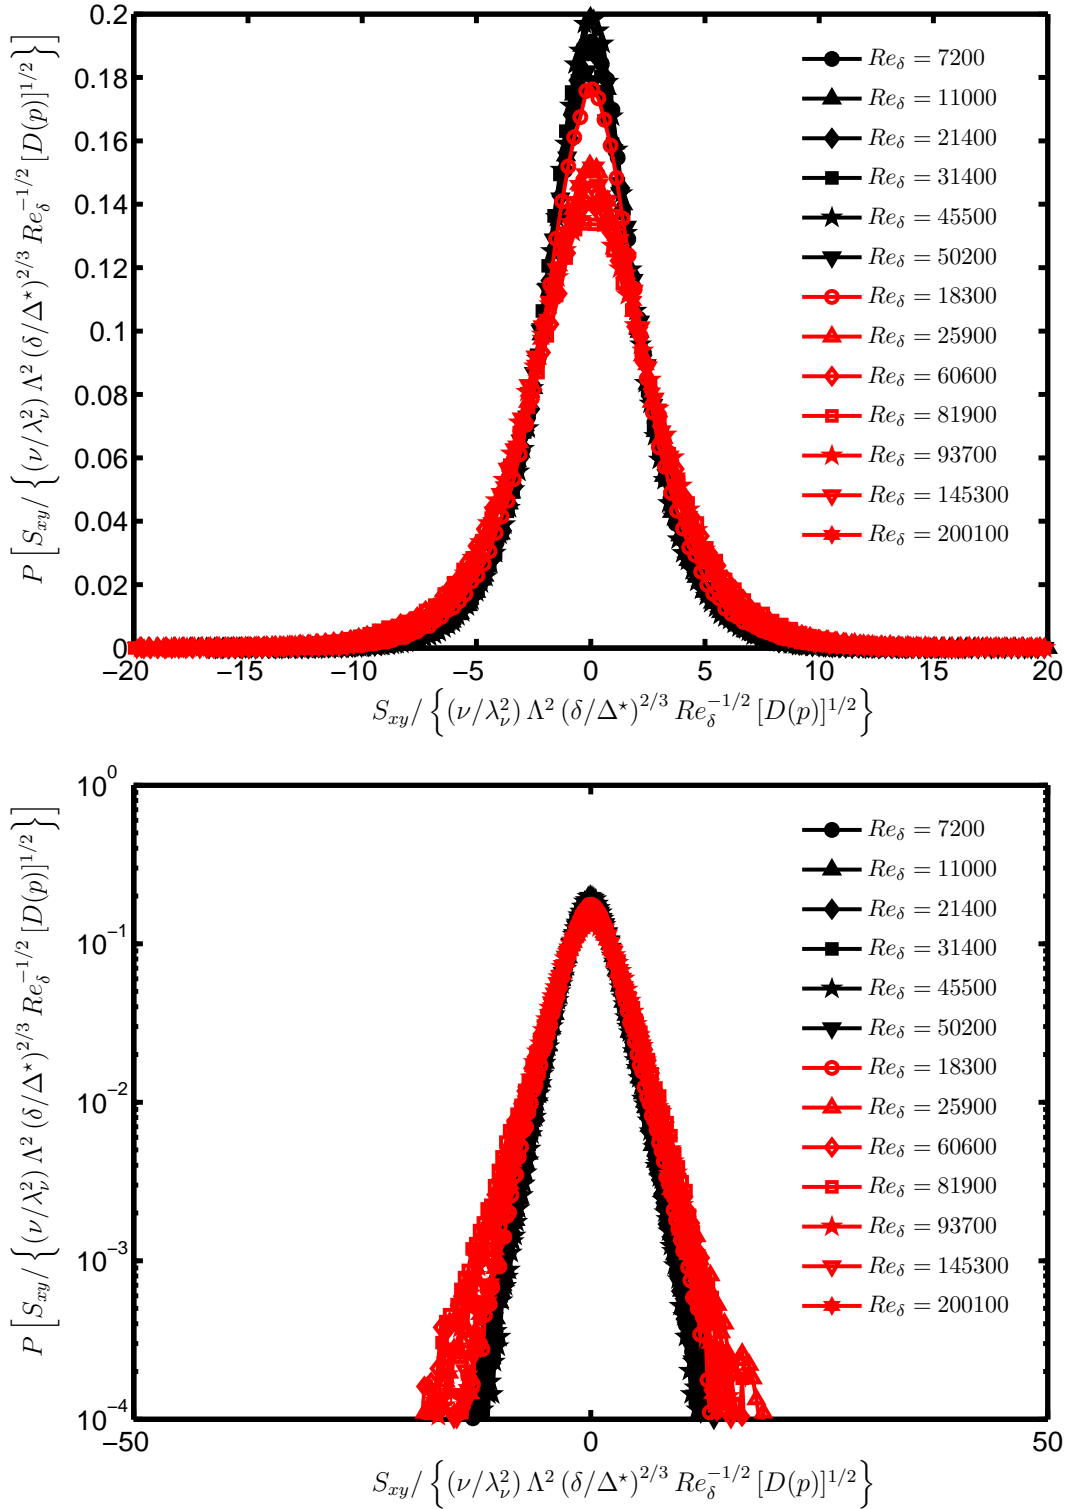 P [S_{xy}/{(ν/λ_ν^2) Λ^2 (δ/Δ^⋆)^{2/3} Re_δ^{-1/2} [D(p)]^{1/2}}]
0.2
0.18
0.16
0.14
0.12
0.1
0.08
0.06
0.04
0.02
0
Re_δ = 7200
Re_δ = 11000
Re_δ = 21400
Re_δ = 31400
Re_δ = 45500
Re_δ = 50200
Re_δ = 18300
Re_δ = 25900
Re_δ = 60600
Re_δ = 81900
Re_δ = 93700
Re_δ = 145300
Re_δ = 200100
−20 −15 −10 −5 0 5 10 15 20
S_{xy}/{(ν/λ_ν^2) Λ^2 (δ/Δ^⋆)^{2/3} Re_δ^{-1/2} [D(p)]^{1/2}}
P [S_{xy}/{(ν/λ_ν^2) Λ^2 (δ/Δ^⋆)^{2/3} Re_δ^{-1/2} [D(p)]^{1/2}}]
10^0
10^{−1}
10^{−2}
10^{−3}
10^{−4}
Re_δ = 7200
Re_δ = 11000
Re_δ = 21400
Re_δ = 31400
Re_δ = 45500
Re_δ = 50200
Re_δ = 18300
Re_δ = 25900
Re_δ = 60600
Re_δ = 81900
Re_δ = 93700
Re_δ = 145300
Re_δ = 200100
−50 0 50
S_{xy}/{(ν/λ_ν^2) Λ^2 (δ/Δ^⋆)^{2/3} Re_δ^{-1/2} [D(p)]^{1/2}}